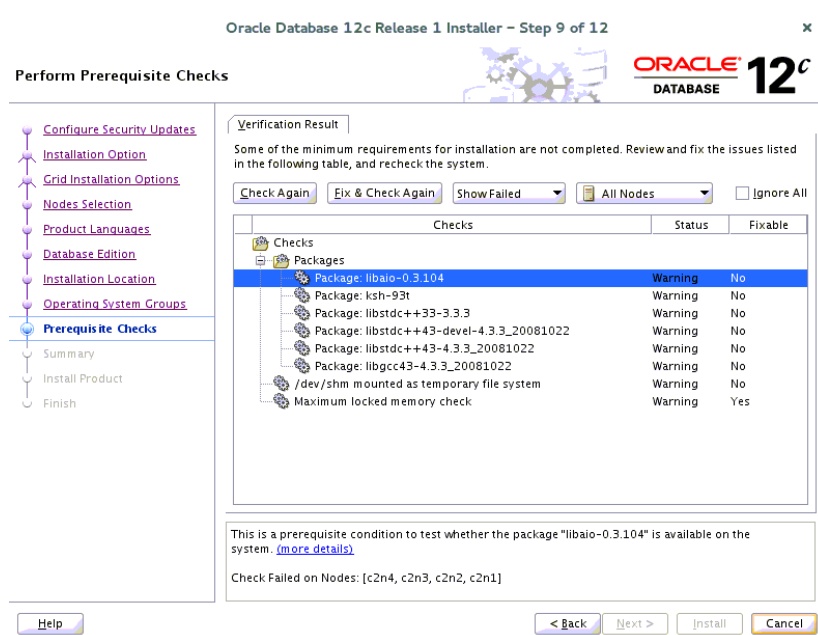 Oracle Database 12c Release 1 Installer – Step 9 of 12
Perform Prerequisite Checks
ORACLE
DATABASE
12c
Configure Security Updates
Installation Option
Grid Installation Options
Nodes Selection
Product Languages
Database Edition
Installation Location
Operating System Groups
Prerequisite Checks
Summary
Install Product
Finish
Verification Result
Some of the minimum requirements for installation are not completed. Review and fix the issues listed
in the following table, and recheck the system.
Check Again Fix & Check Again Show Failed All Nodes Ignore All
Checks Status Fixable
Checks
Packages
Package: libaio-0.3.104 Warning No
Package: ksh-93t Warning No
Package: libstdc++33-3.3.3 Warning No
Package: libstdc++43-devel-4.3.3_20081022 Warning No
Package: libstdc++43-4.3.3_20081022 Warning No
Package: libgcc43-4.3.3_20081022 Warning No
/dev/shm mounted as temporary file system Warning No
Maximum locked memory check Warning Yes
This is a prerequisite condition to test whether the package "libaio-0.3.104" is available on the
system. (more details)
Check Failed on Nodes: [c2n4, c2n3, c2n2, c2n1]
Help < Back Next > Install Cancel